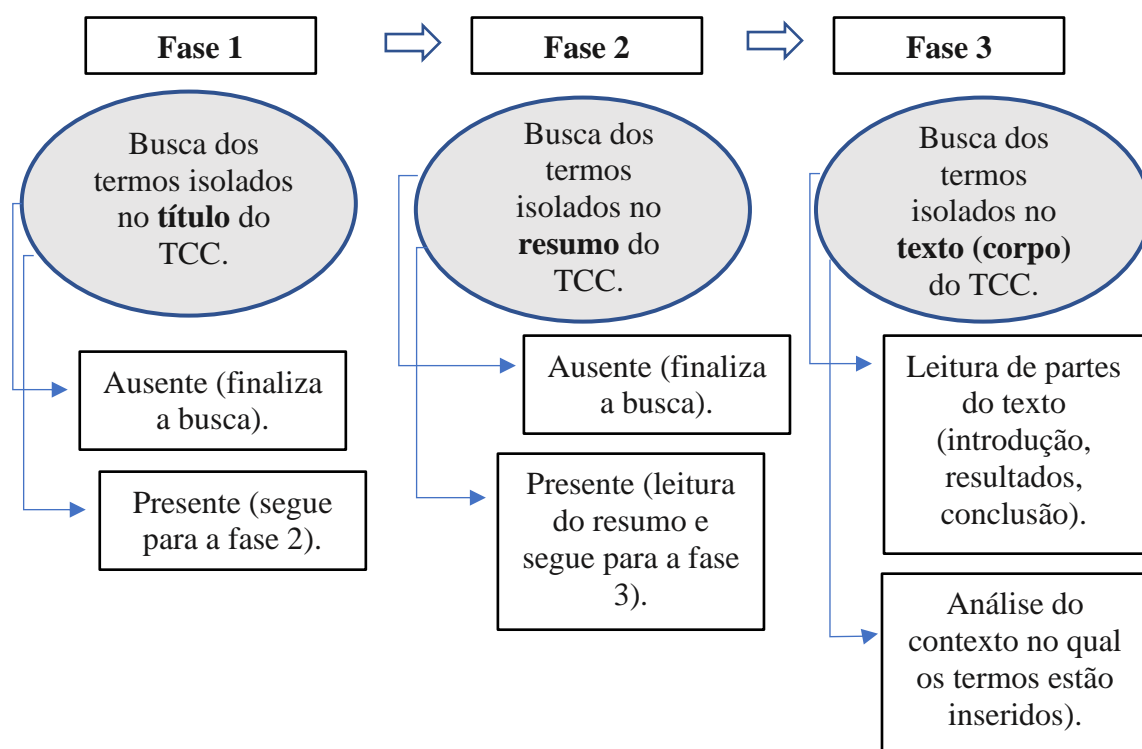 Fase 1
Fase 2
Fase 3
Busca dos
termos isolados
no título do
TCC.
Busca dos
termos
isolados no
resumo do
TCC.
Busca dos
termos
isolados no
texto (corpo)
do TCC.
Ausente (finaliza
a busca).
Presente (segue
para a fase 2).
Ausente (finaliza
a busca).
Presente (leitura
do resumo e
segue para a fase
3).
Leitura de partes
do texto
(introdução,
resultados,
conclusão).
Análise do
contexto no qual
os termos estão
inseridos).